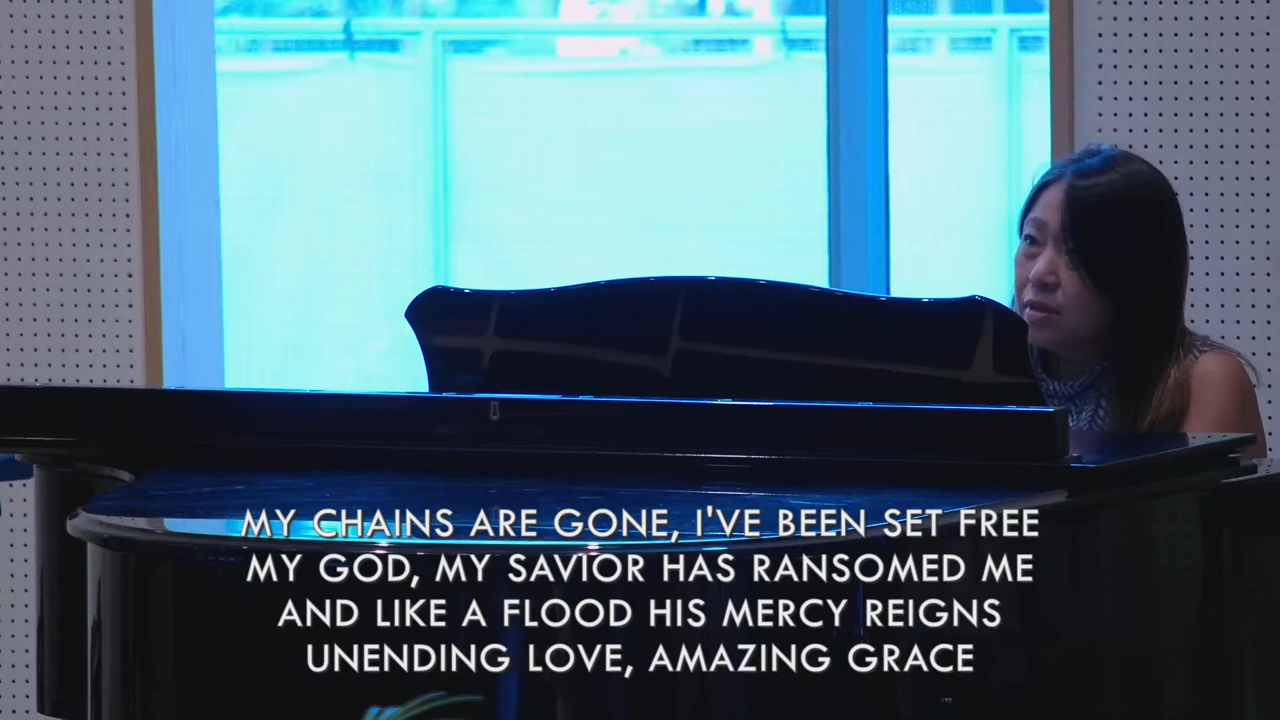 MY CHAINS ARE GONE, I'VE BEEN SET FREE
MY GOD, MY SAVIOR HAS RANSOMED ME
AND LIKE A FLOOD HIS MERCY REIGNS
UNENDING LOVE, AMAZING GRACE